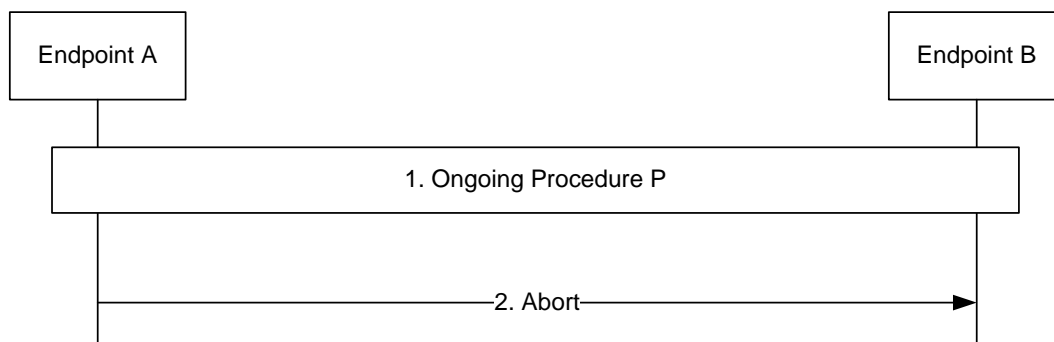 Endpoint A
Endpoint B
1. Ongoing Procedure P
2. Abort